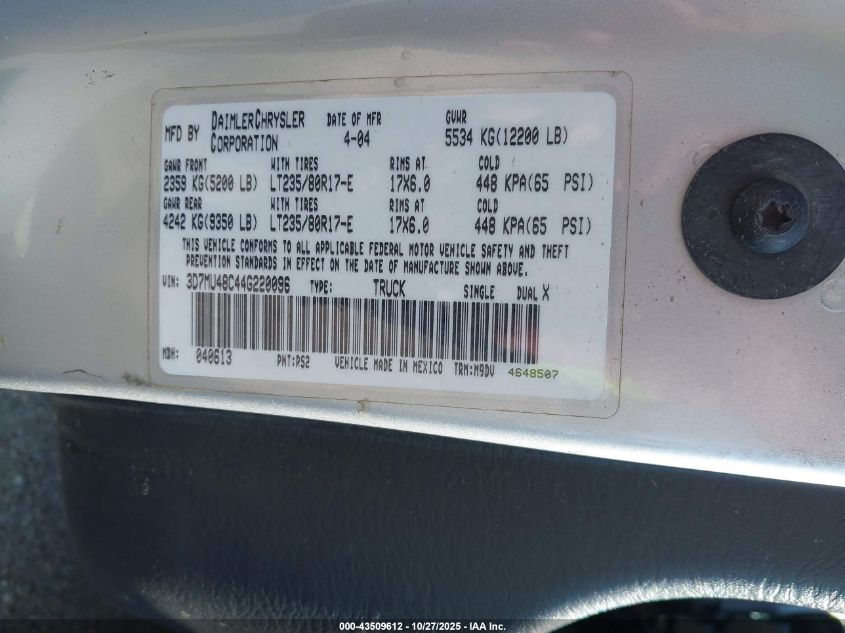 MFD BY DAIMLERCHRYSLER CORPORATION DATE OF MFR 4-04 GVWR 5534 KG(12200 LB)
GAWR FRONT WITH TIRES RIMS AT COLD
2359 KG(5200 LB) LT235/80R17-E 17X6.0 448 KPA(65 PSI)
GAWR REAR WITH TIRES RIMS AT COLD
4242 KG(9350 LB) LT235/80R17-E 17X6.0 448 KPA(65 PSI)
THIS VEHICLE CONFORMS TO ALL APPLICABLE FEDERAL MOTOR VEHICLE SAFETY AND THEFT
PREVENTION STANDARDS IN EFFECT ON THE DATE OF MANUFACTURE SHOWN ABOVE.
VIN: 3D7MU48C44G220096 TYPE: TRUCK SINGLE DUAL X
MDH: 040613 PNT:PS2 VEHICLE MADE IN MEXICO TRM:M9DV 4648507
000-43509612 - 10/27/2025 - IAA Inc.